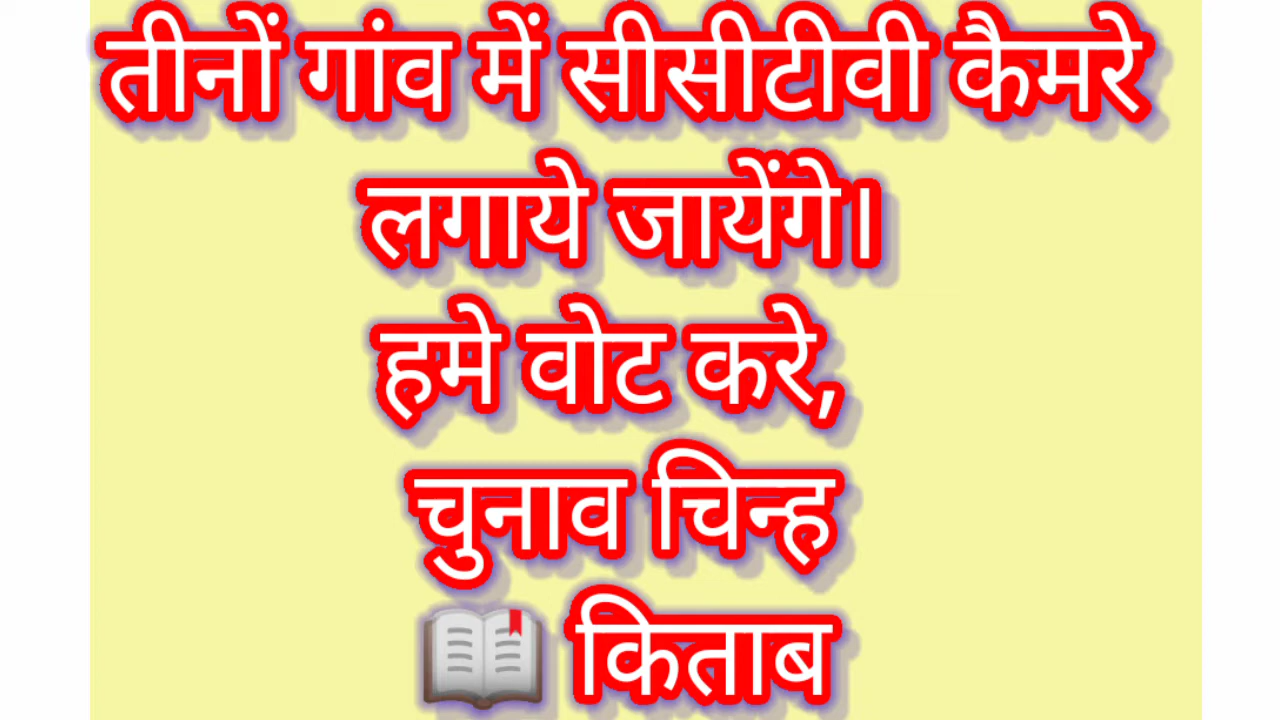 तीनों गांव में सीसीटीवी कैमरे
लगाये जायेंगे।
हमे वोट करे,
चुनाव चिन्ह
📖 किताब